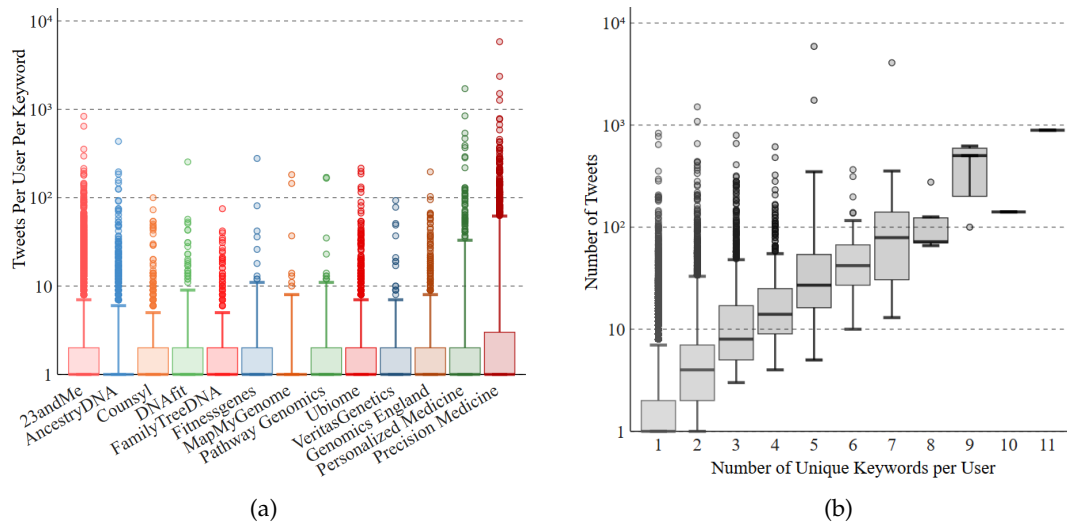 10⁴
10³
10²
10
1
Tweets Per User Per Keyword
23andMe
AncestryDNA
Counsyl
DNAfit
FamilyTreeDNA
Fitnessgenes
MapMyGenome
Pathway Genomics
Ubiome
VeritasGenetics
Genomics England
Personalized Medicine
Precision Medicine
(a)
10⁴
10³
10²
10
1
Number of Tweets
1 2 3 4 5 6 7 8 9 10 11
Number of Unique Keywords per User
(b)